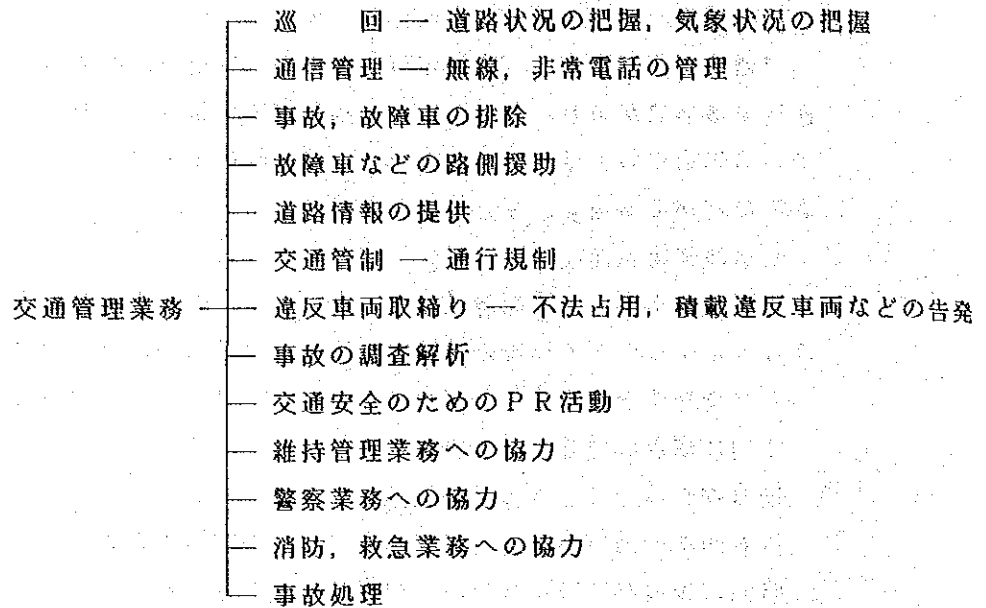 巡　　回 — 道路状況の把握，気象状況の把握
通信管理 — 無線，非常電話の管理
事故，故障車の排除
故障車などの路側援助
道路情報の提供
交通管制 — 通行規制
交通管理業務 — 違反車両取締り — 不法占用，積載違反車両などの告発
事故の調査解析
交通安全のためのＰＲ活動
維持管理業務への協力
警察業務への協力
消防，救急業務への協力
事故処理